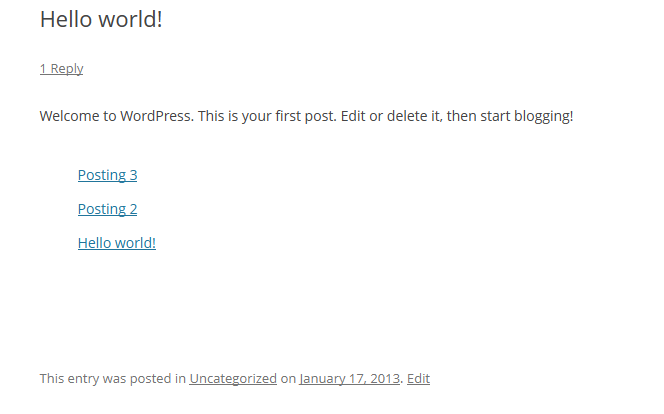 Hello world!
1 Reply
Welcome to WordPress. This is your first post. Edit or delete it, then start blogging!
Posting 3
Posting 2
Hello world!
This entry was posted in Uncategorized on January 17, 2013. Edit